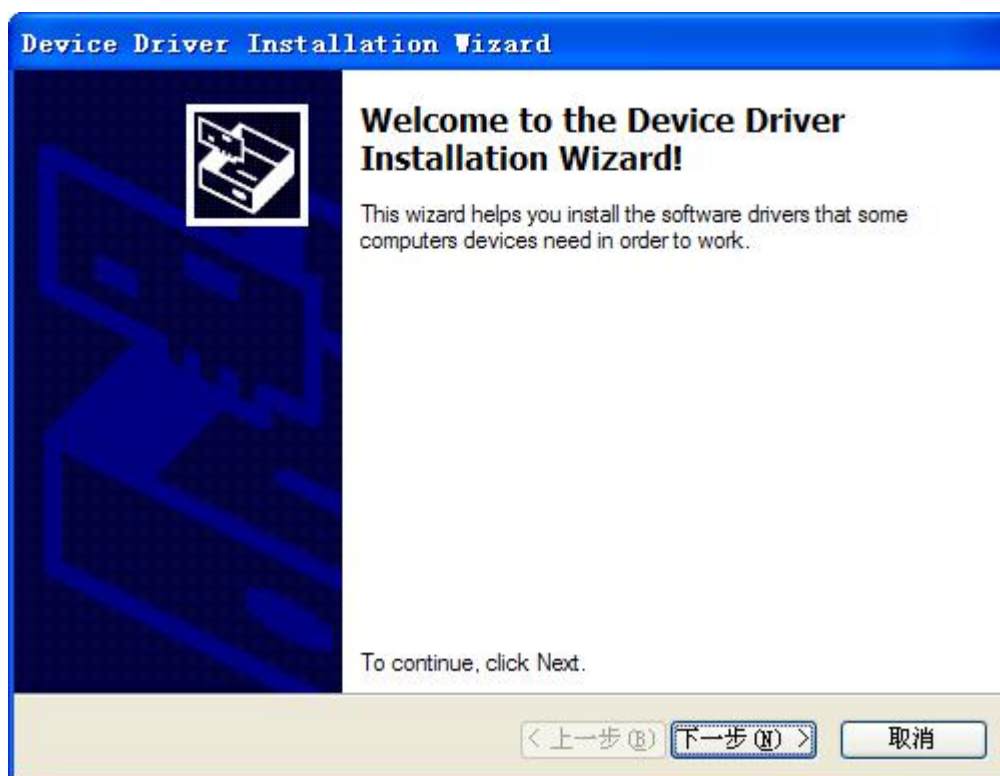 Device Driver Installation Wizard
Welcome to the Device Driver
Installation Wizard!
This wizard helps you install the software drivers that some
computers devices need in order to work.
To continue, click Next.
< 上一步(B) 下一步(N) > 取消